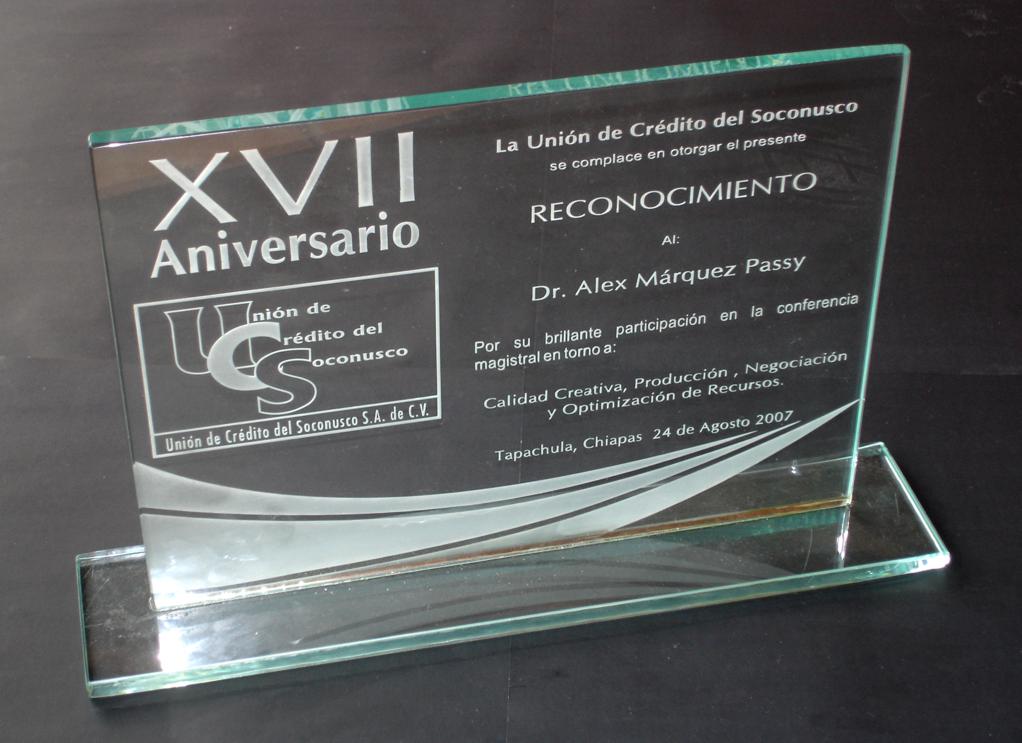 XVII
Aniversario
Unión de
Crédito del
Soconusco
Unión de Crédito del Soconusco S.A. de C.V.
La Unión de Crédito del Soconusco
se complace en otorgar el presente
RECONOCIMIENTO
Al:
Dr. Alex Márquez Passy
Por su brillante participación en la conferencia
magistral en torno a:
Calidad Creativa, Producción , Negociación
y Optimización de Recursos.
Tapachula, Chiapas 24 de Agosto 2007